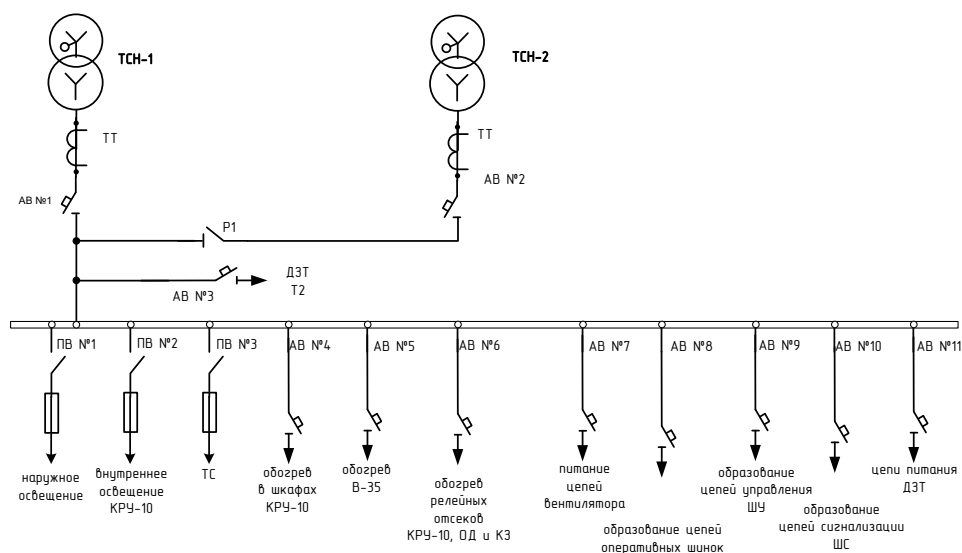 ТСН-1
ТСН-2
ТТ
ТТ
АВ №1
АВ №2
Р1
АВ №3
ДЗТ
Т2
ПВ №1
ПВ №2
ПВ №3
АВ №4
АВ №5
АВ №6
АВ №7
АВ №8
АВ №9
АВ №10
АВ №11
наружное
освещение
внутреннее
освещение
КРУ-10
ТС
обогрев
в шкафах
КРУ-10
обогрев
В-35
обогрев
релейных
отсеков
КРУ-10, ОД и КЗ
питание
цепей
вентилятора
образование цепей
оперативных шинок
образование
цепей управления
ШУ
образование
цепей сигнализации
ШС
цепи питания
ДЗТ